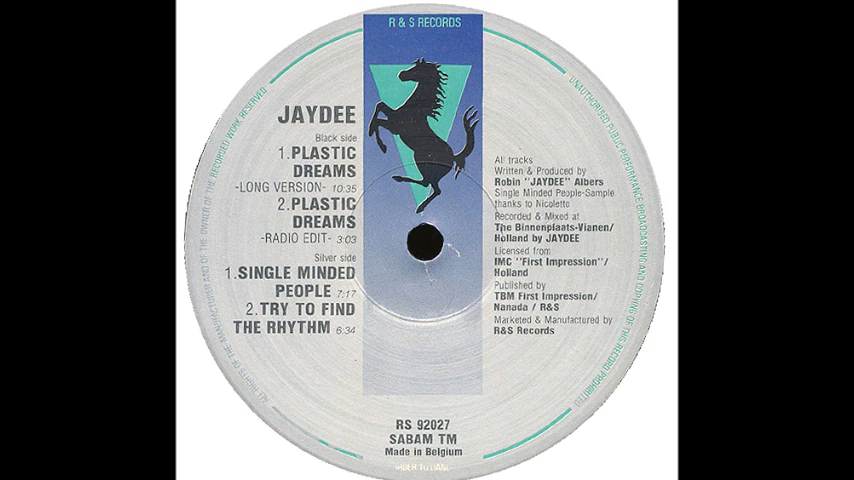 R & S RECORDS
JAYDEE
Black side
1.PLASTIC
DREAMS
-LONG VERSION- 10:35
2.PLASTIC
DREAMS
-RADIO EDIT- 3:03
Silver side
1.SINGLE MINDED
PEOPLE 7:17
2.TRY TO FIND
THE RHYTHM 6:34
All tracks
Written & Produced by
Robin "JAYDEE" Albers
Single Minded People-Sample
thanks to Nicolette
Recorded & Mixed at
The Binnenplaats-Vianen/
Holland by JAYDEE
Licensed from
IMC "First Impression"/
Holland
Published by
TBM First Impression/
Nanada / R&S
Marketed & Manufactured by
R&S Records
RS 92027
SABAM TM
Made in Belgium
ALL RIGHTS OF THE MANUFACTURER AND OF THE OWNER OF THE RECORDED WORK RESERVED
UNAUTHORISED PUBLIC PERFORMANCE BROADCASTING AND COPYING OF THIS RECORD PROHIBITED